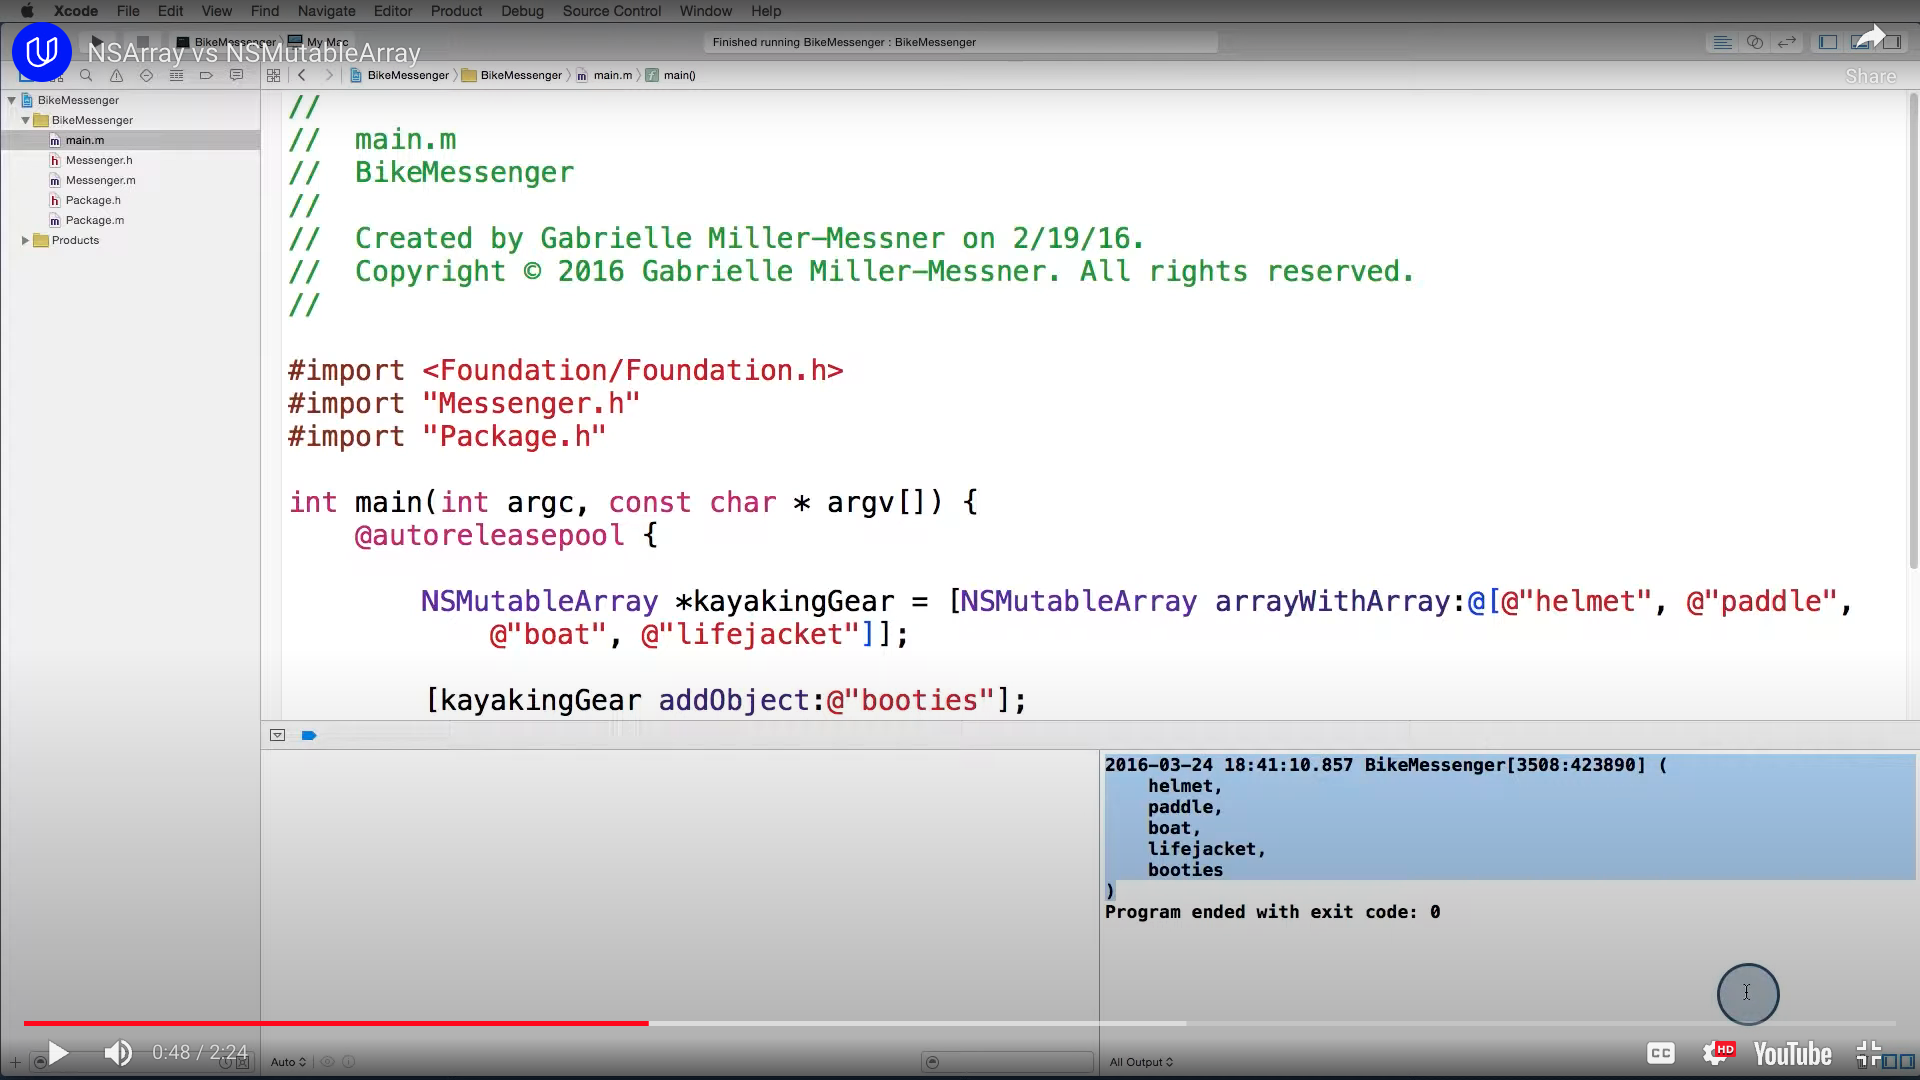 Xcode File Edit View Find Navigate Editor Product Debug Source Control Window Help
BikeMessenger My Mac
Finished running BikeMessenger : BikeMessenger
NSArray vs NSMutableArray
Share
BikeMessenger BikeMessenger main.m main()
BikeMessenger
BikeMessenger
main.m
Messenger.h
Messenger.m
Package.h
Package.m
Products
//
// main.m
// BikeMessenger
//
// Created by Gabrielle Miller-Messner on 2/19/16.
// Copyright © 2016 Gabrielle Miller-Messner. All rights reserved.
//
#import <Foundation/Foundation.h>
#import "Messenger.h"
#import "Package.h"
int main(int argc, const char * argv[]) {
@autoreleasepool {
NSMutableArray *kayakingGear = [NSMutableArray arrayWithArray:@[@"helmet", @"paddle",
@"boat", @"lifejacket"]];
[kayakingGear addObject:@"booties"];
2016-03-24 18:41:10.857 BikeMessenger[3508:423890] (
helmet,
paddle,
boat,
lifejacket,
booties
)
Program ended with exit code: 0
0:48 / 2:24
Auto
All Output
CC
HD
YouTube